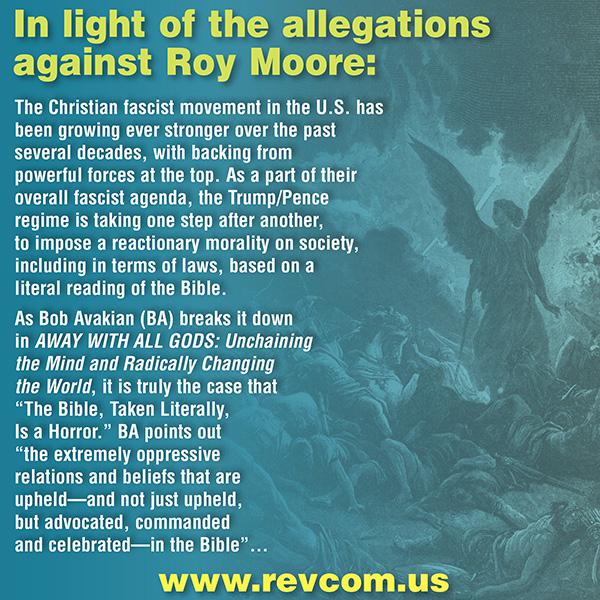 In light of the allegations
against Roy Moore:
The Christian fascist movement in the U.S. has
been growing ever stronger over the past
several decades, with backing from
powerful forces at the top. As a part of their
overall fascist agenda, the Trump/Pence
regime is taking one step after another,
to impose a reactionary morality on society,
including in terms of laws, based on a
literal reading of the Bible.
As Bob Avakian (BA) breaks it down
in AWAY WITH ALL GODS: Unchaining
the Mind and Radically Changing
the World, it is truly the case that
“The Bible, Taken Literally,
Is a Horror.” BA points out
“the extremely oppressive
relations and beliefs that are
upheld—and not just upheld,
but advocated, commanded
and celebrated—in the Bible”...
www.revcom.us